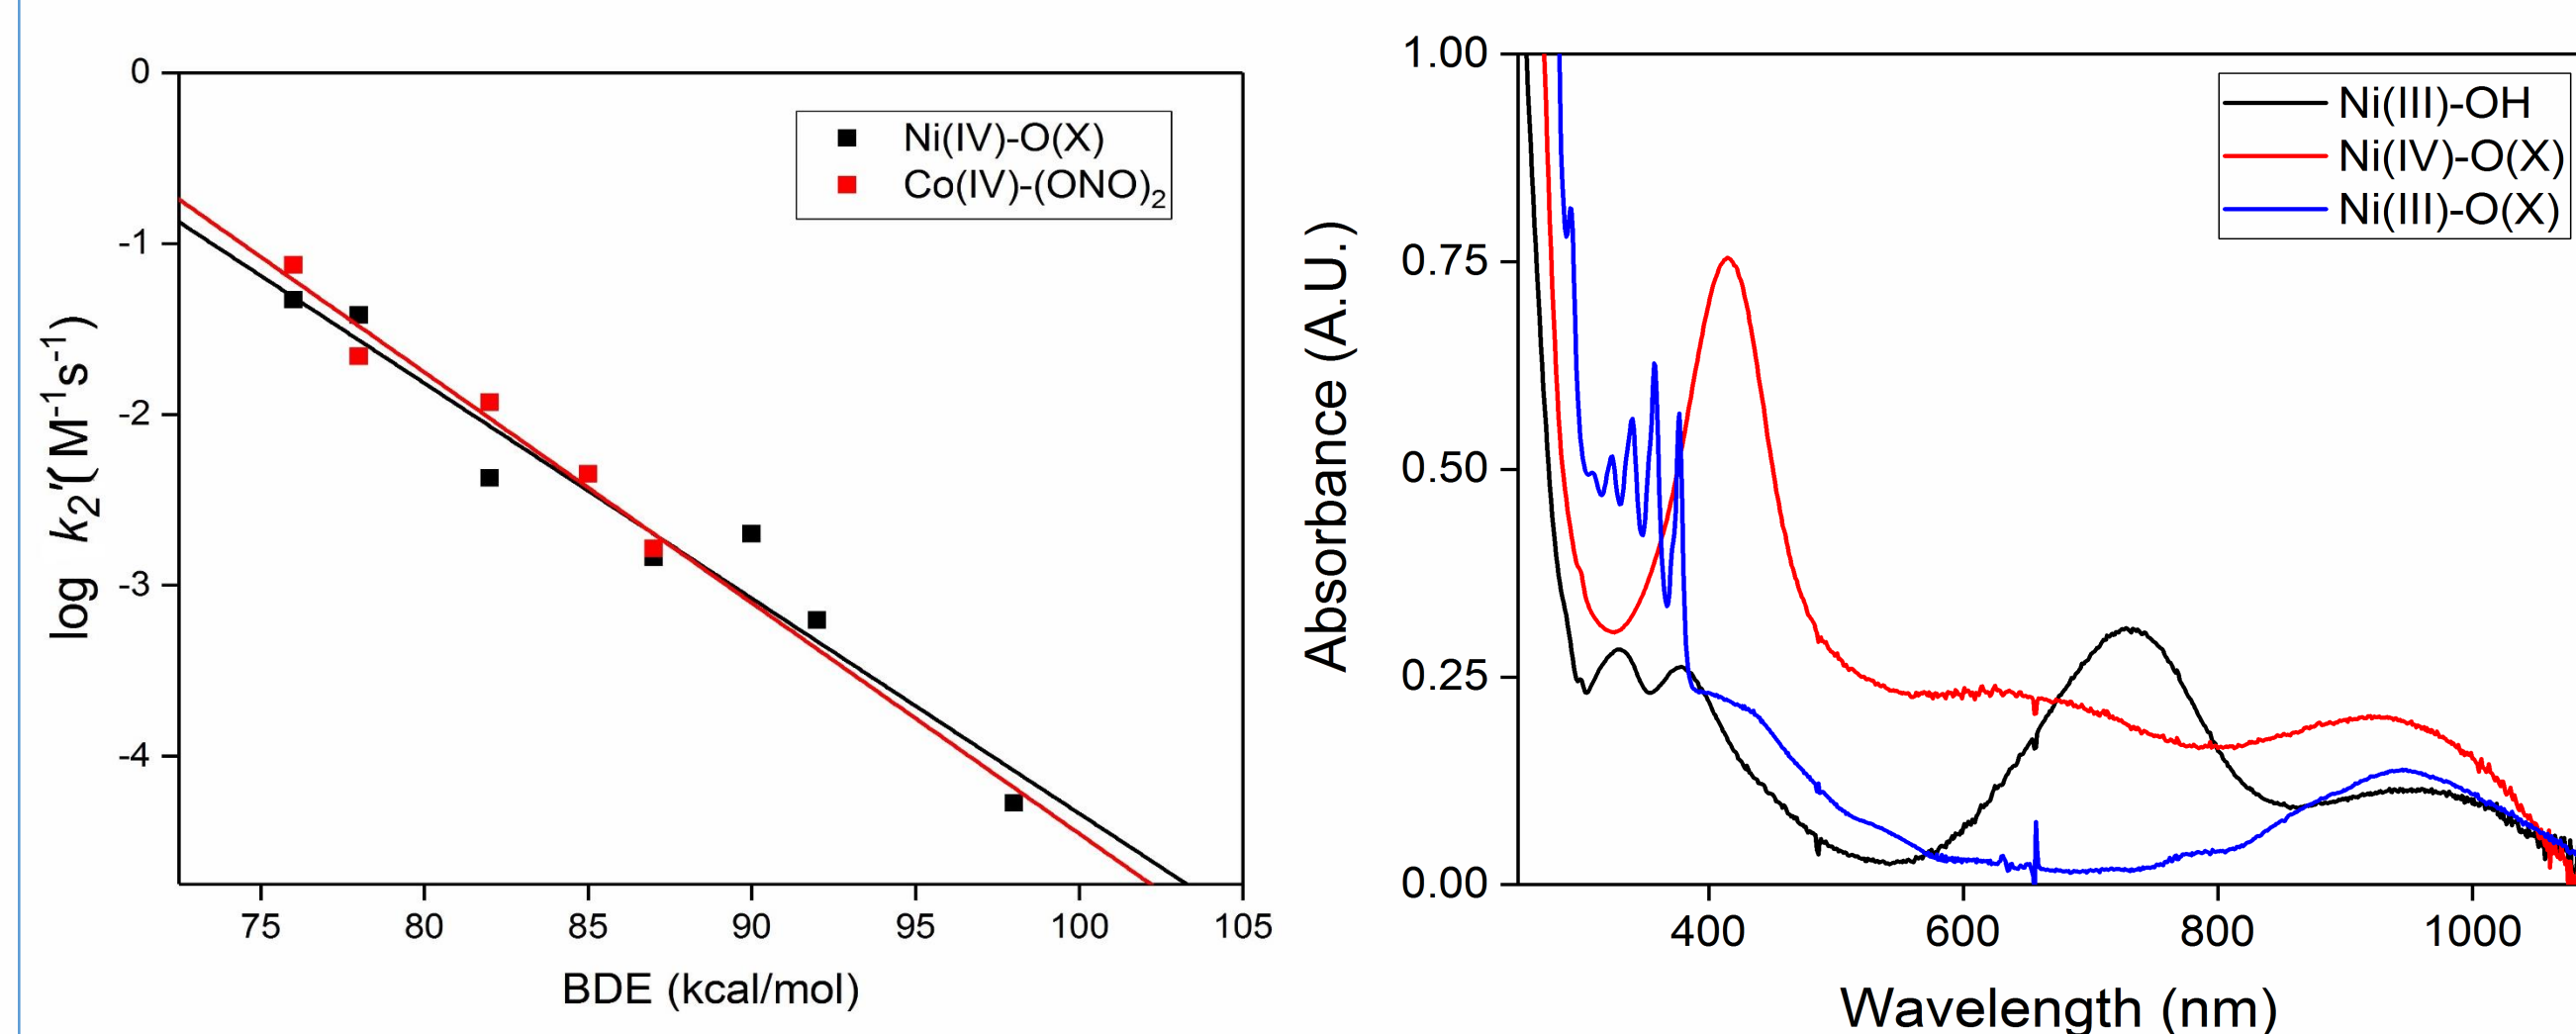 0
-1
-2
-3
-4
log k₂′(M⁻¹s⁻¹)
Ni(IV)-O(X)
Co(IV)-(ONO)₂
75 80 85 90 95 100 105
BDE (kcal/mol)
1.00
0.75
0.50
0.25
0.00
Absorbance (A.U.)
Ni(III)-OH
Ni(IV)-O(X)
Ni(III)-O(X)
400 600 800 1000
Wavelength (nm)